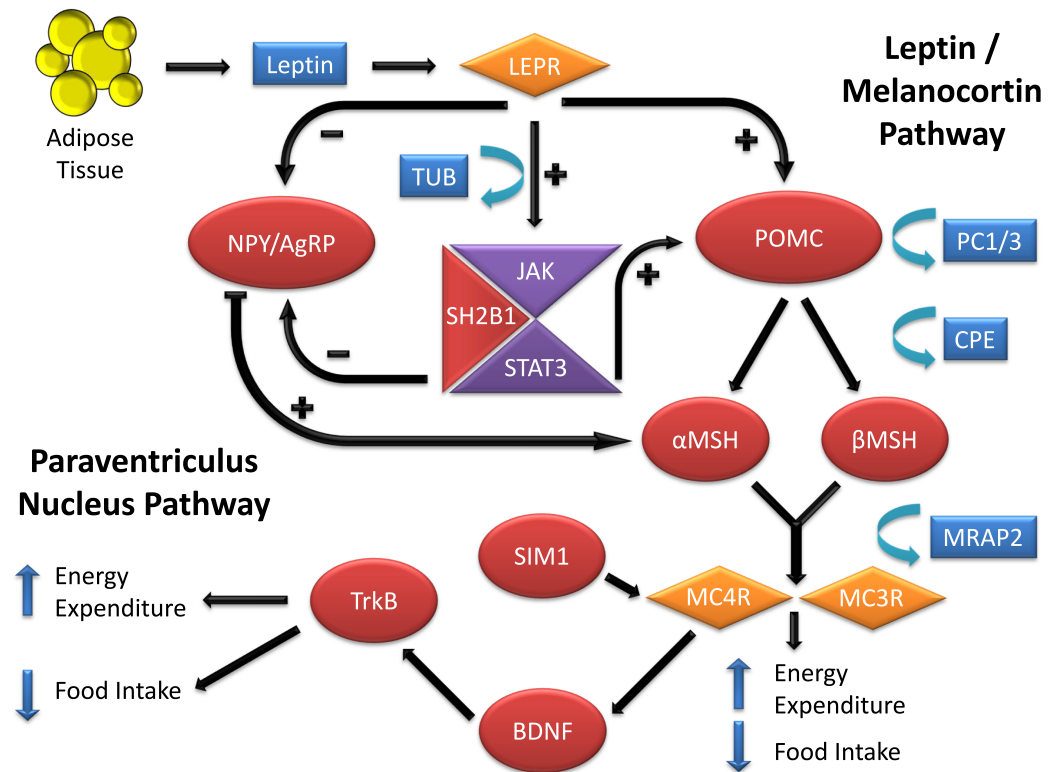 Leptin /
Melanocortin
Pathway
Adipose
Tissue
Leptin
LEPR
−
+
+
TUB
NPY/AgRP
POMC
PC1/3
JAK
SH2B1
STAT3
+
−
CPE
+
αMSH
βMSH
Paraventriculus
Nucleus Pathway
MRAP2
SIM1
MC4R
MC3R
Energy
Expenditure
Food Intake
TrkB
BDNF
Energy
Expenditure
Food Intake